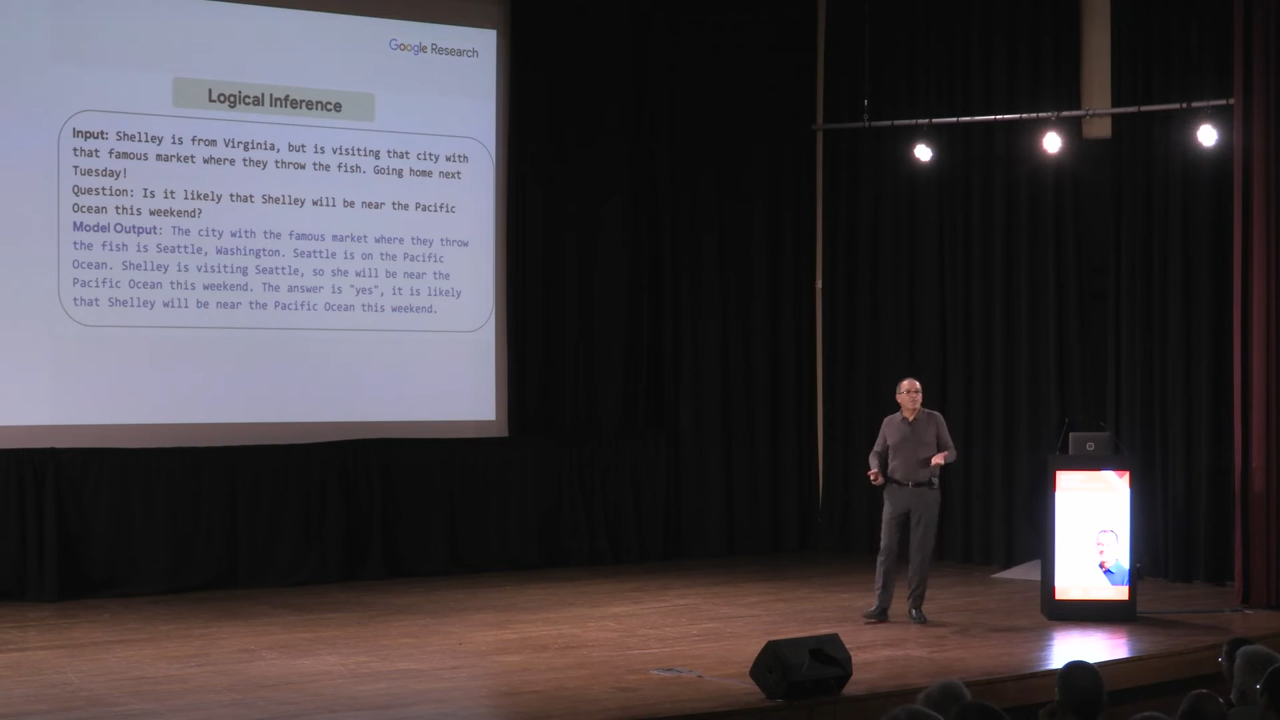 Google Research
Logical Inference
Input: Shelley is from Virginia, but is visiting that city with
that famous market where they throw the fish. Going home next
Tuesday!
Question: Is it likely that Shelley will be near the Pacific
Ocean this weekend?
Model Output: The city with the famous market where they throw
the fish is Seattle, Washington. Seattle is on the Pacific
Ocean. Shelley is visiting Seattle, so she will be near the
Pacific Ocean this weekend. The answer is "yes", it is likely
that Shelley will be near the Pacific Ocean this weekend.